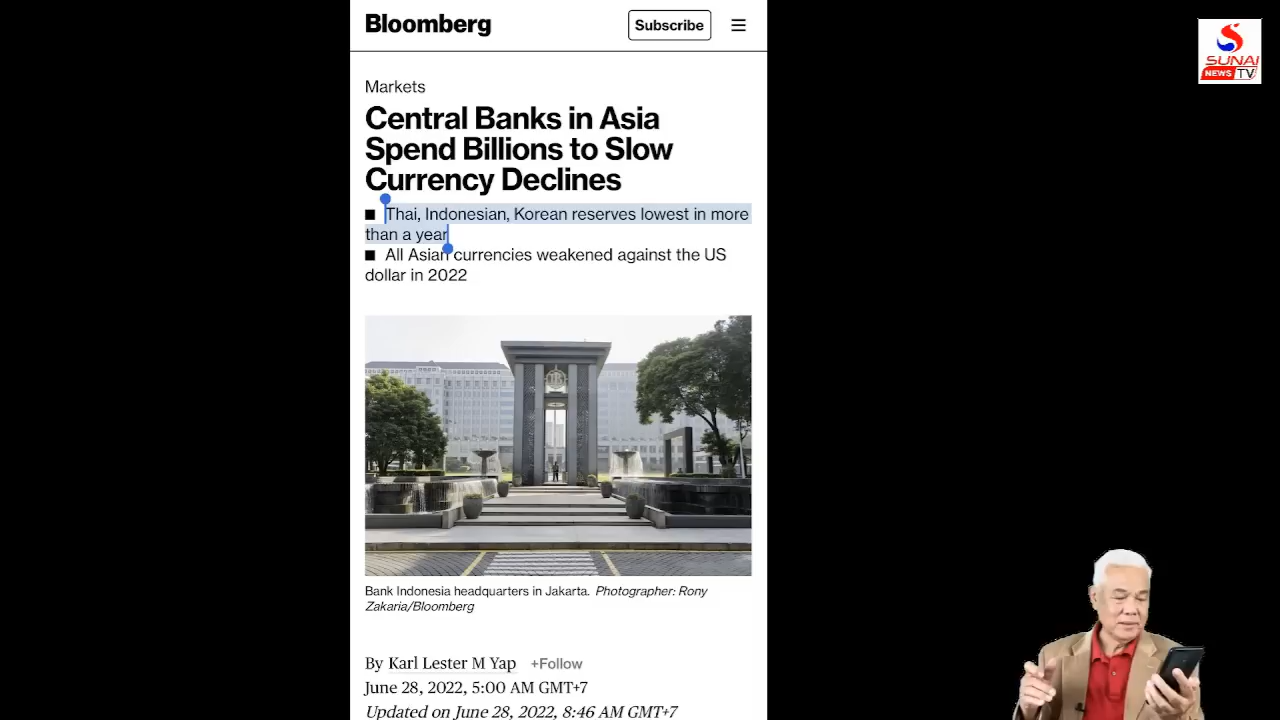 Bloomberg
Subscribe
SUNAI
NEWS TV
Markets
Central Banks in Asia
Spend Billions to Slow
Currency Declines
Thai, Indonesian, Korean reserves lowest in more
than a year
All Asian currencies weakened against the US
dollar in 2022
Bank Indonesia headquarters in Jakarta. Photographer: Rony
Zakaria/Bloomberg
By Karl Lester M Yap +Follow
June 28, 2022, 5:00 AM GMT+7
Updated on June 28, 2022, 8:46 AM GMT+7